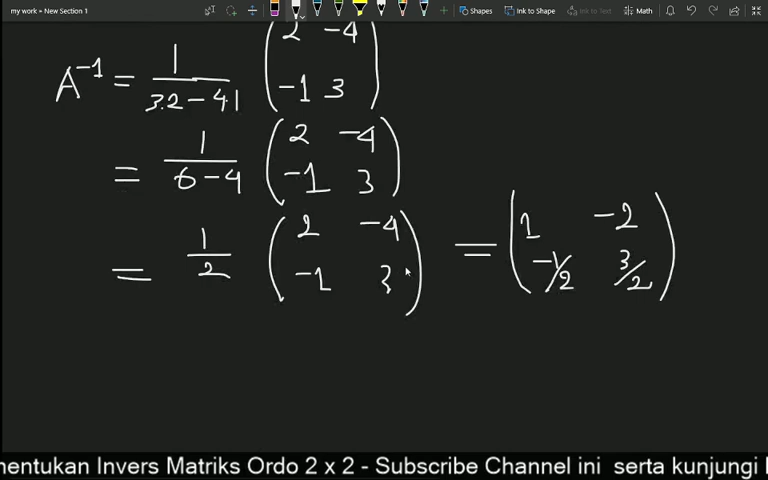 my work » New Section 1
Shapes Ink to Shape Ink to Text Math
A⁻¹ = 1/(3.2 – 4.1) (2 –4
–1 3)
= 1/(6–4) (2 –4
–1 3)
= 1/2 (2 –4
–1 3) = (1 –2
–1/2 3/2)
nentukan Invers Matriks Ordo 2 x 2 - Subscribe Channel ini serta kunjungi